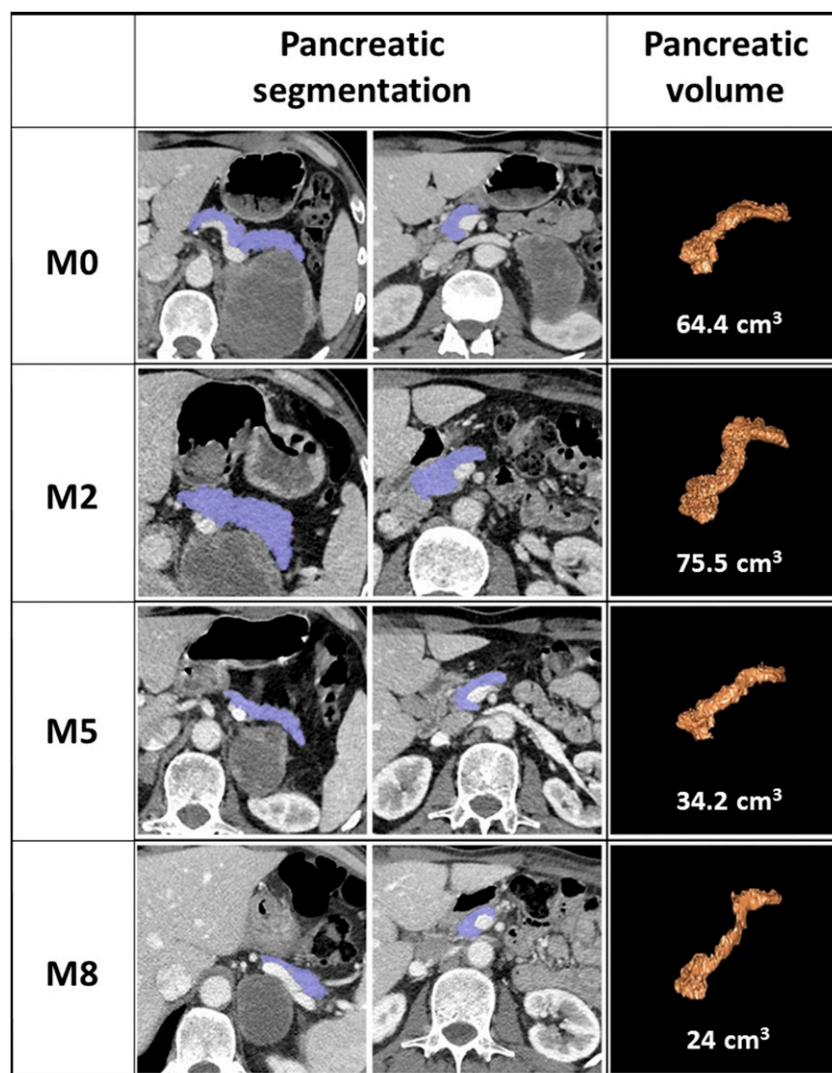 Pancreatic
segmentation
Pancreatic
volume
M0
64.4 cm³
M2
75.5 cm³
M5
34.2 cm³
M8
24 cm³